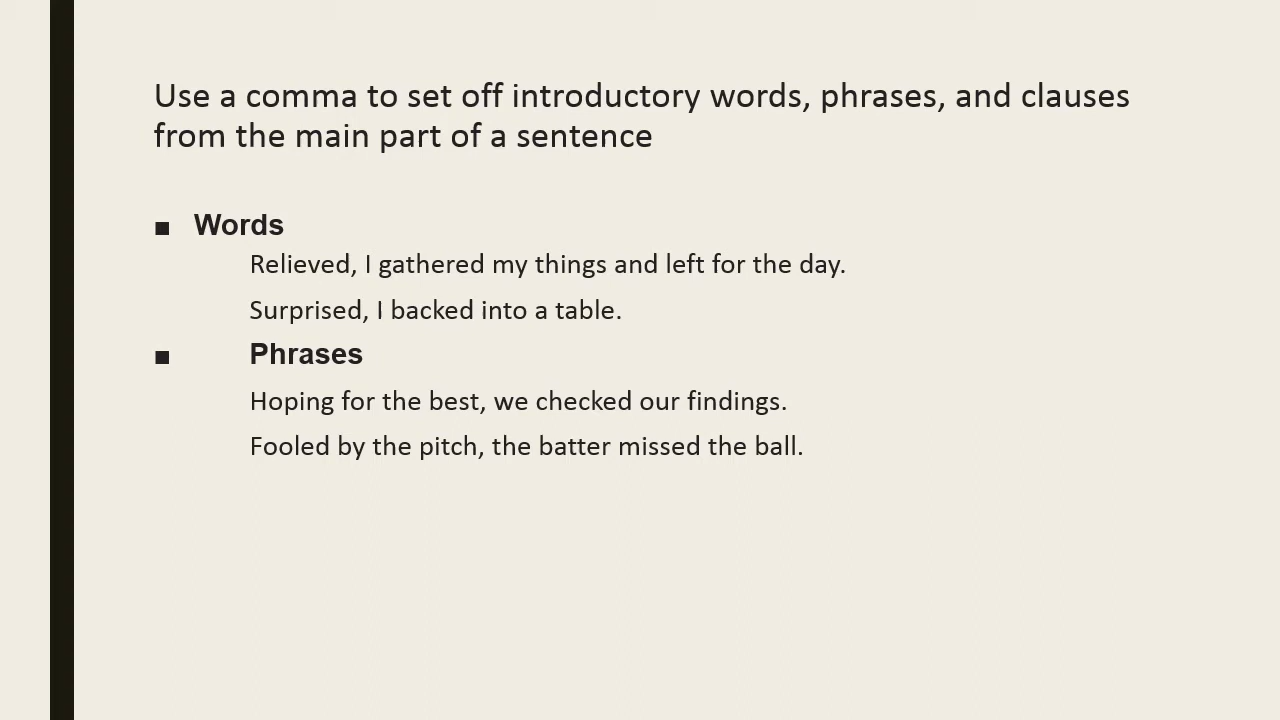 Use a comma to set off introductory words, phrases, and clauses
from the main part of a sentence
■ Words
Relieved, I gathered my things and left for the day.
Surprised, I backed into a table.
■ Phrases
Hoping for the best, we checked our findings.
Fooled by the pitch, the batter missed the ball.